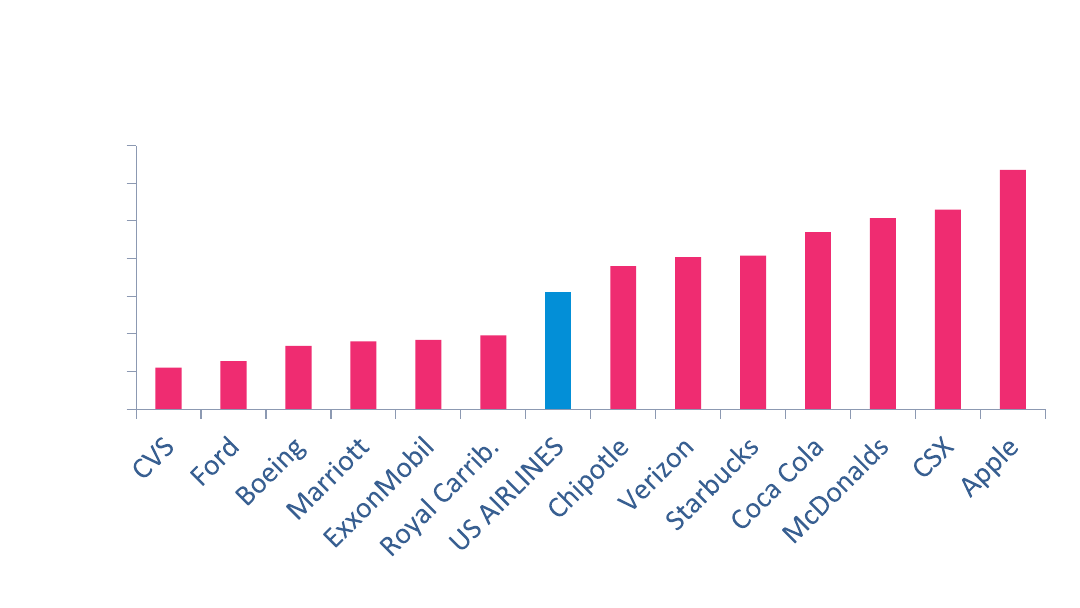 CVS
Ford
Boeing
Marriott
ExxonMobil
Royal Carrib.
US AIRLINES
Chipotle
Verizon
Starbucks
Coca Cola
McDonalds
CSX
Apple